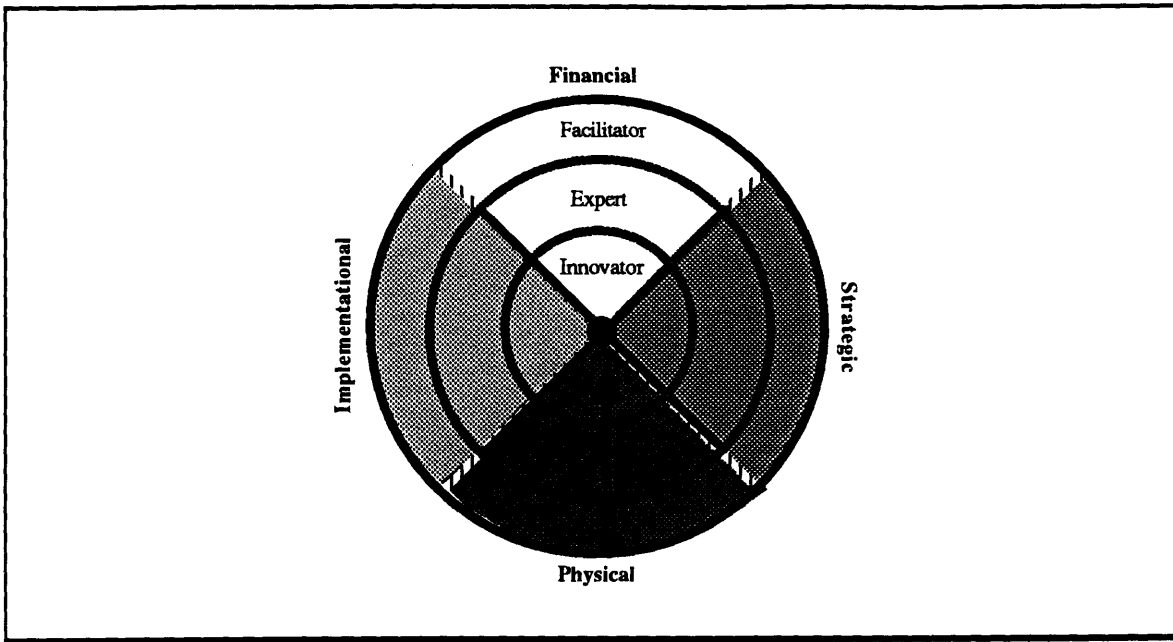 Financial
Facilitator
Expert
Innovator
Implementational
Strategic
Physical